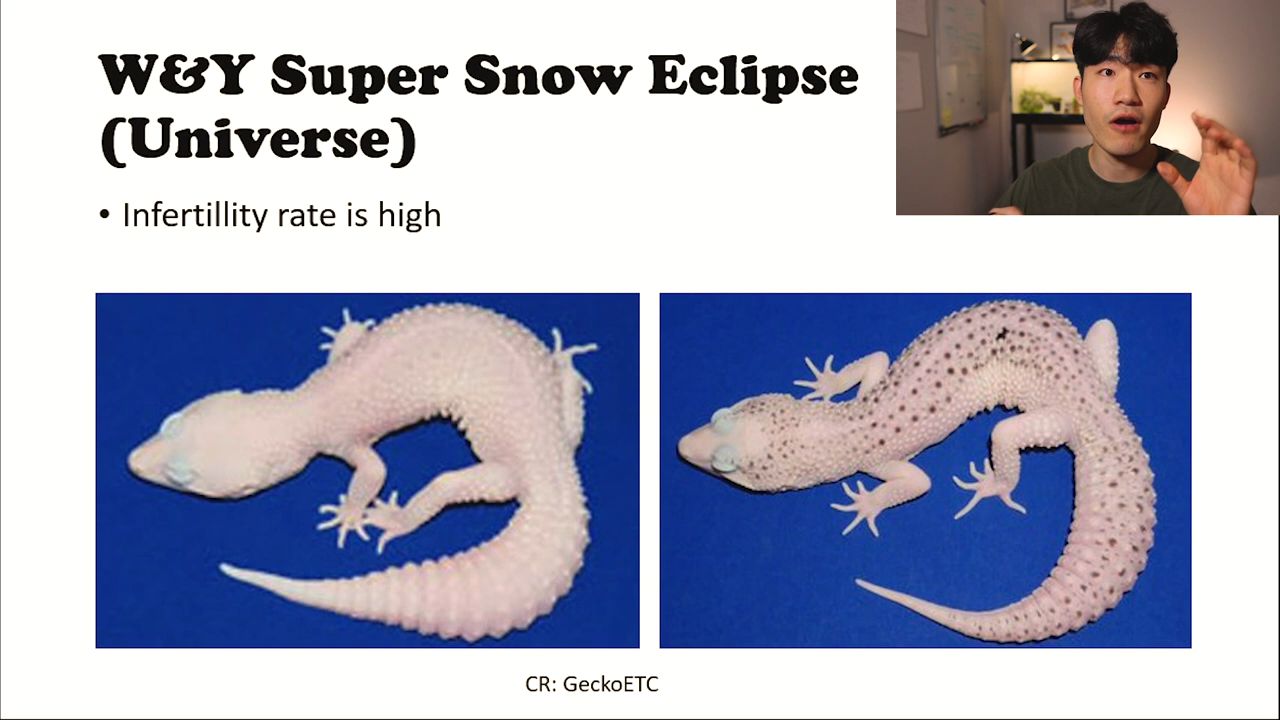 W&Y Super Snow Eclipse
(Universe)
• Infertillity rate is high
CR: GeckoETC